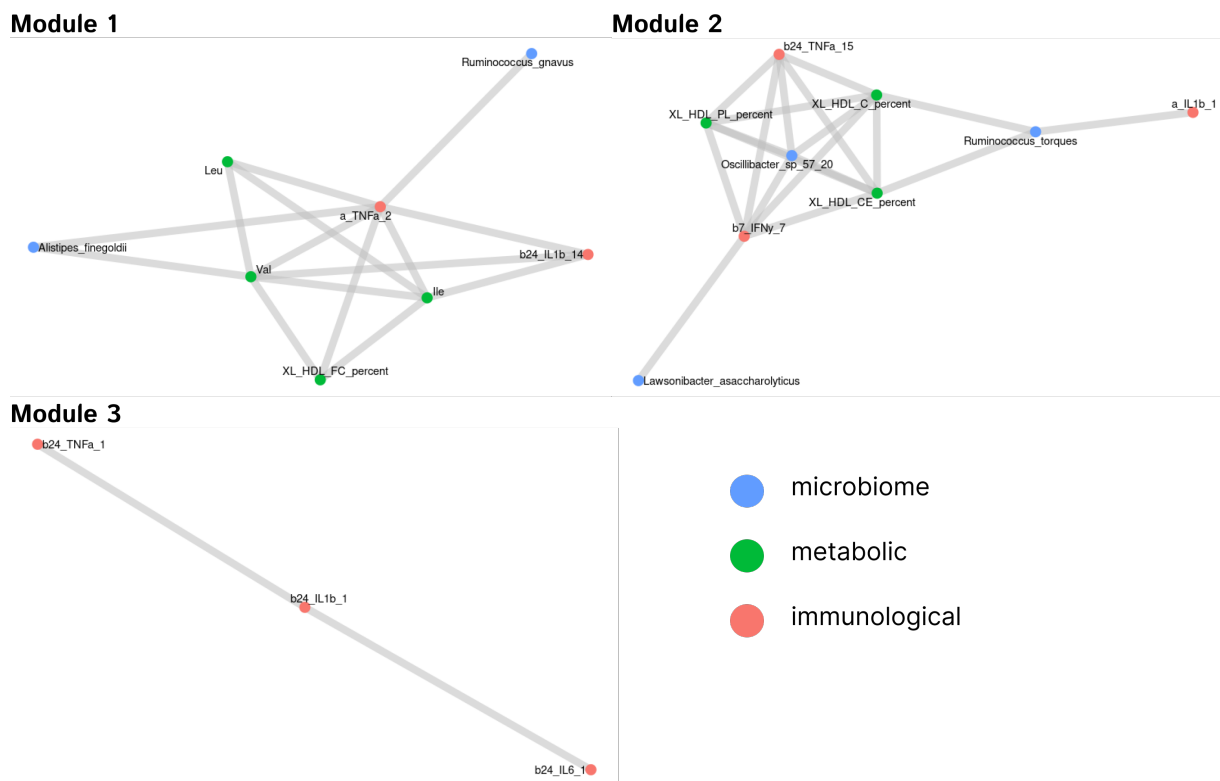 Module 1
Ruminococcus_gnavus
Leu
a_TNFa_2
Alistipes_finegoldii
b24_IL1b_14
Val
Ile
XL_HDL_FC_percent
Module 2
b24_TNFa_15
XL_HDL_C_percent
a_IL1b_1
XL_HDL_PL_percent
Ruminococcus_torques
Oscillibacter_sp_57_20
XL_HDL_CE_percent
b7_IFNy_7
Lawsonibacter_asaccharolyticus
Module 3
b24_TNFa_1
b24_IL1b_1
b24_IL6_1
microbiome
metabolic
immunological